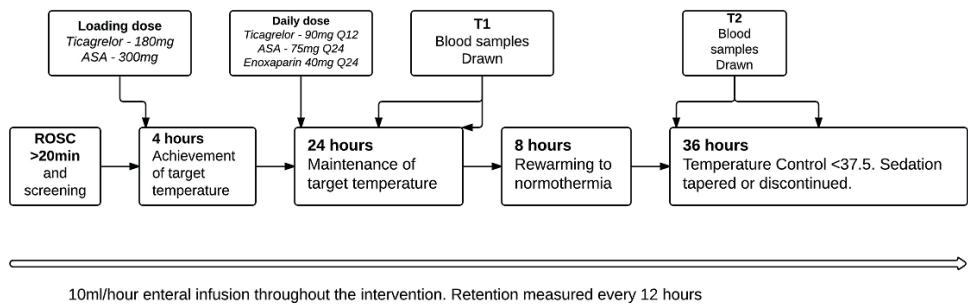 Loading dose
Ticagrelor - 180mg
ASA - 300mg
Daily dose
Ticagrelor - 90mg Q12
ASA - 75mg Q24
Enoxaparin 40mg Q24
T1
Blood samples
Drawn
T2
Blood
samples
Drawn
ROSC
>20min
and
screening
4 hours
Achievement
of target
temperature
24 hours
Maintenance of
target temperature
8 hours
Rewarming to
normothermia
36 hours
Temperature Control <37.5. Sedation
tapered or discontinued.
10ml/hour enteral infusion throughout the intervention. Retention measured every 12 hours